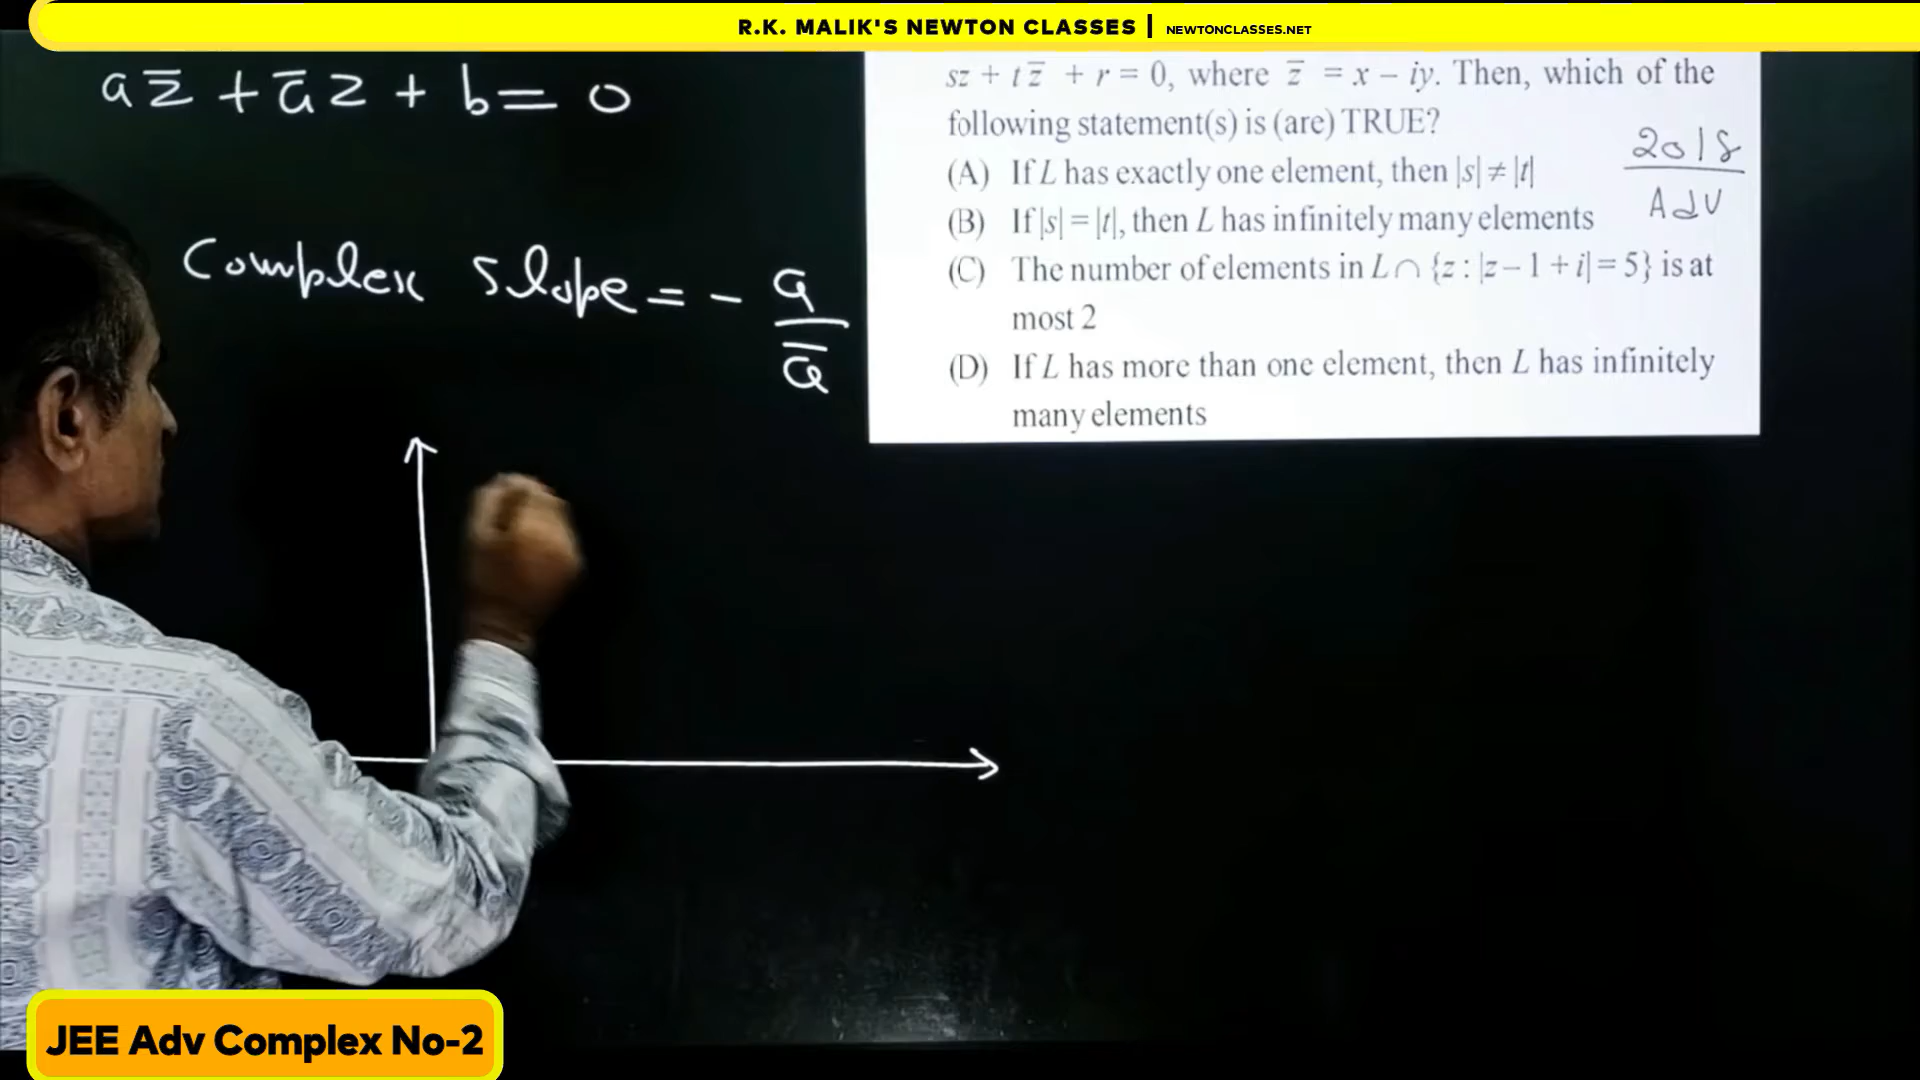 R.K. MALIK'S NEWTON CLASSES | NEWTONCLASSES.NET
az̅ + a̅z + b = 0
Complex Slope = - a/a̅
sz + tz̅ + r = 0, where z̅ = x – iy. Then, which of the
following statement(s) is (are) TRUE?
(A) If L has exactly one element, then |s| ≠ |t|
(B) If |s| = |t|, then L has infinitely many elements
(C) The number of elements in L ∩ {z : |z – 1 + i| = 5} is at
most 2
(D) If L has more than one element, then L has infinitely
many elements
2018
Adv
JEE Adv Complex No-2